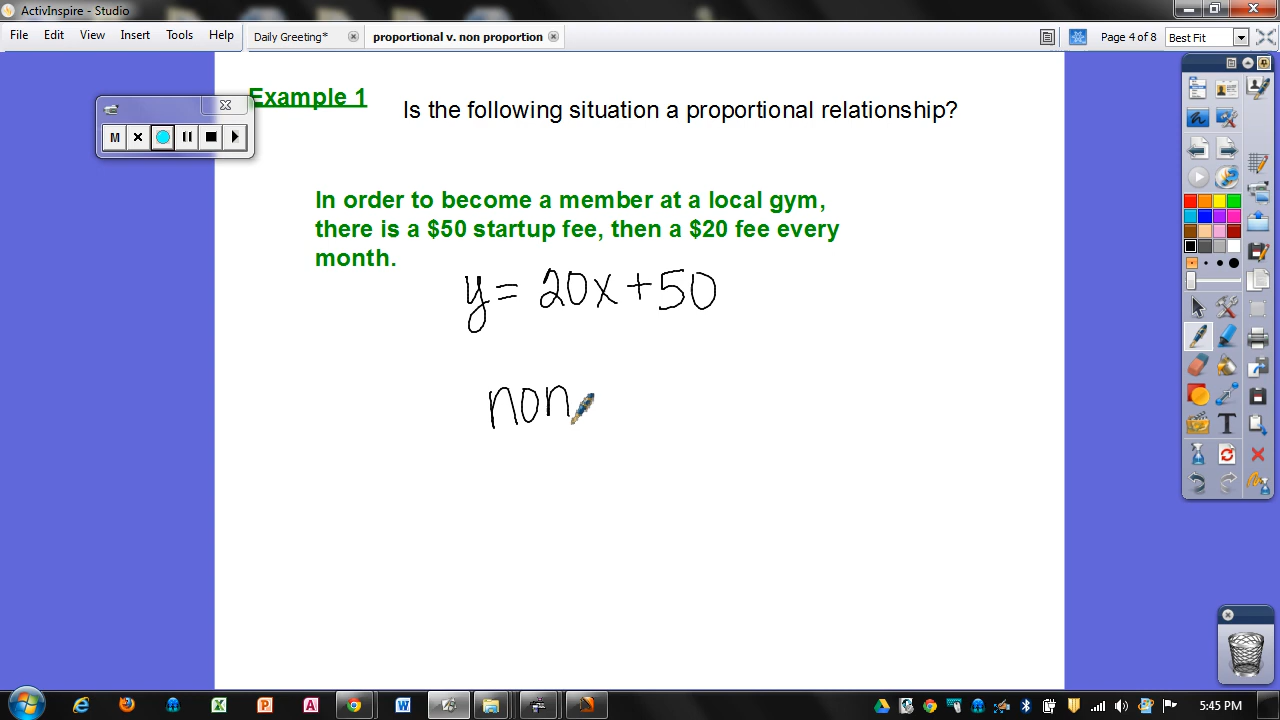 ActivInspire - Studio
File Edit View Insert Tools Help
Daily Greeting* proportional v. non proportion
Page 4 of 8 Best Fit
Example 1
Is the following situation a proportional relationship?
M
In order to become a member at a local gym,
there is a $50 startup fee, then a $20 fee every
month.
y = 20x + 50
non
T
5:45 PM